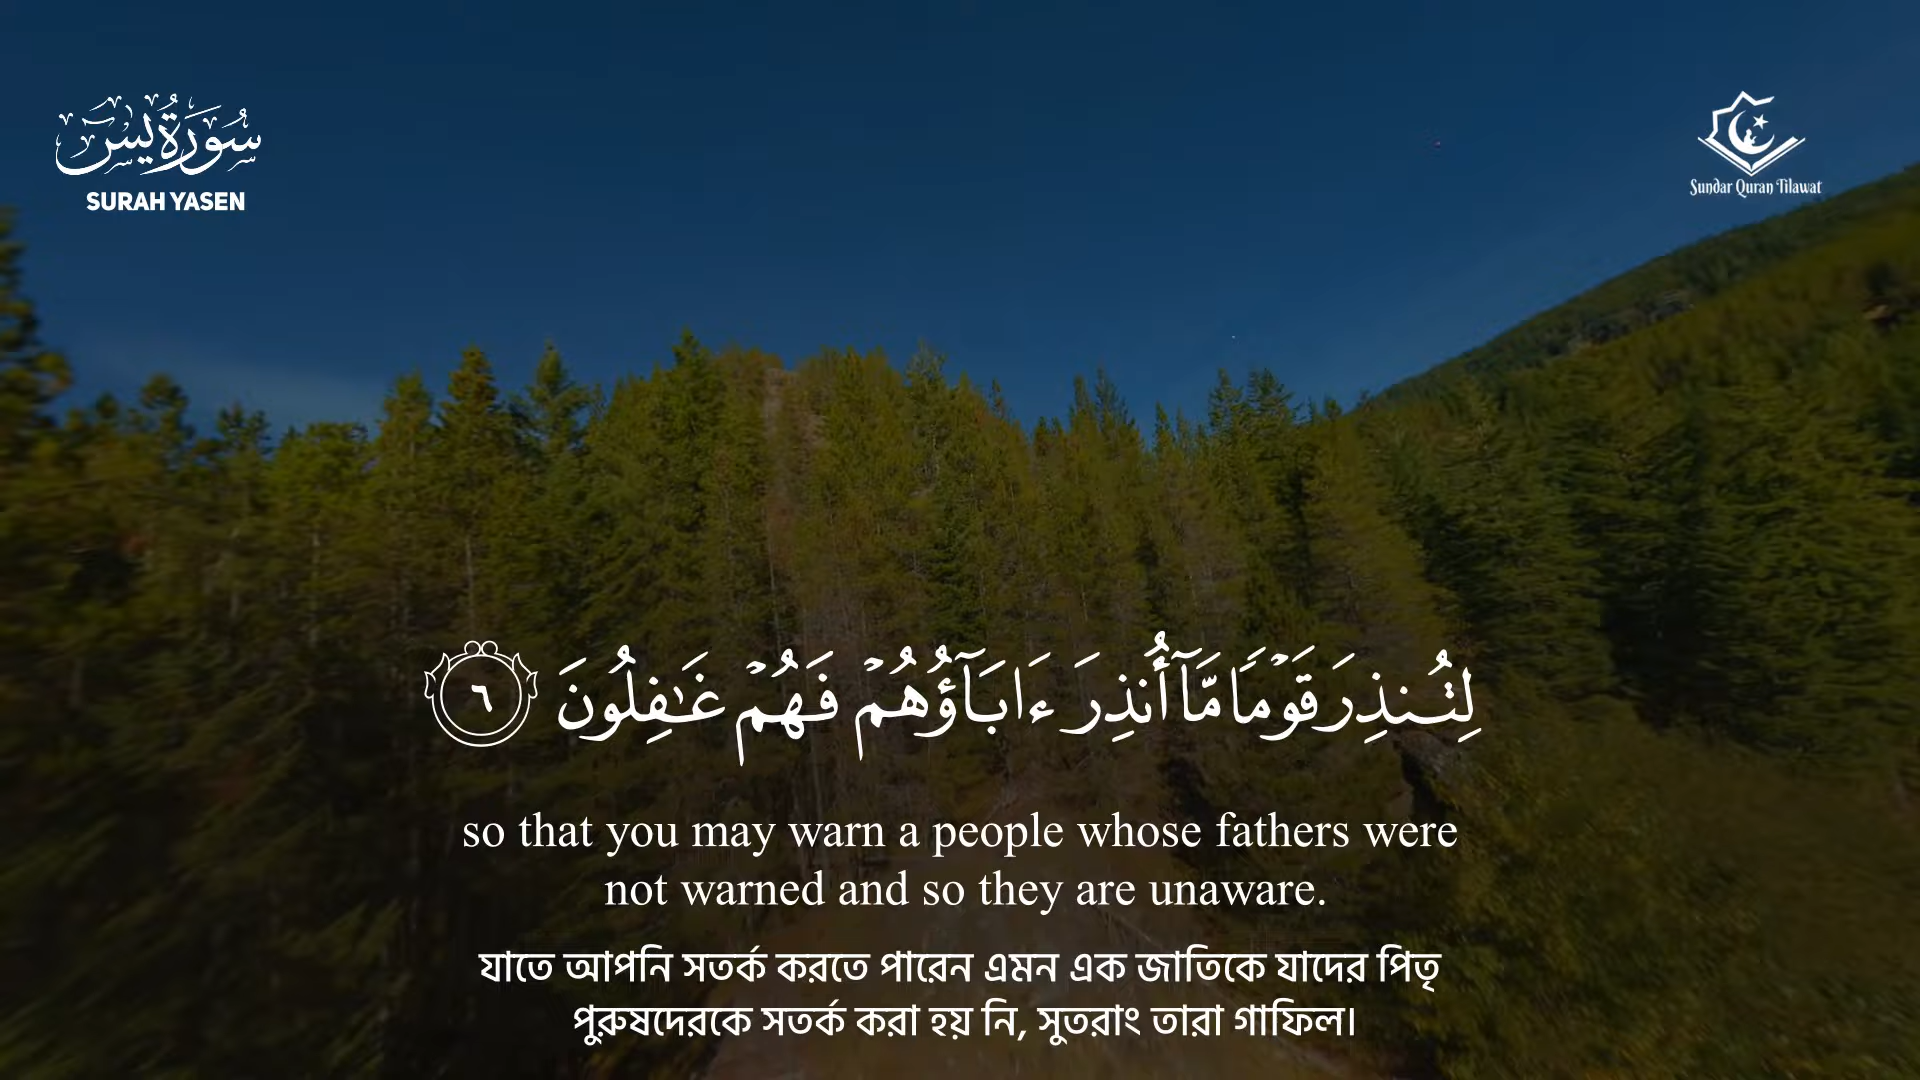 سُورَةُ يس
SURAH YASEN
Sundar Quran Tilawat
لِتُنذِرَ قَوْمًا مَّآ أُنذِرَ ءَابَآؤُهُمْ فَهُمْ غَٰفِلُونَ ٦
so that you may warn a people whose fathers were
not warned and so they are unaware.
যাতে আপনি সতর্ক করতে পারেন এমন এক জাতিকে যাদের পিতৃ
পুরুষদেরকে সতর্ক করা হয় নি, সুতরাং তারা গাফিল।